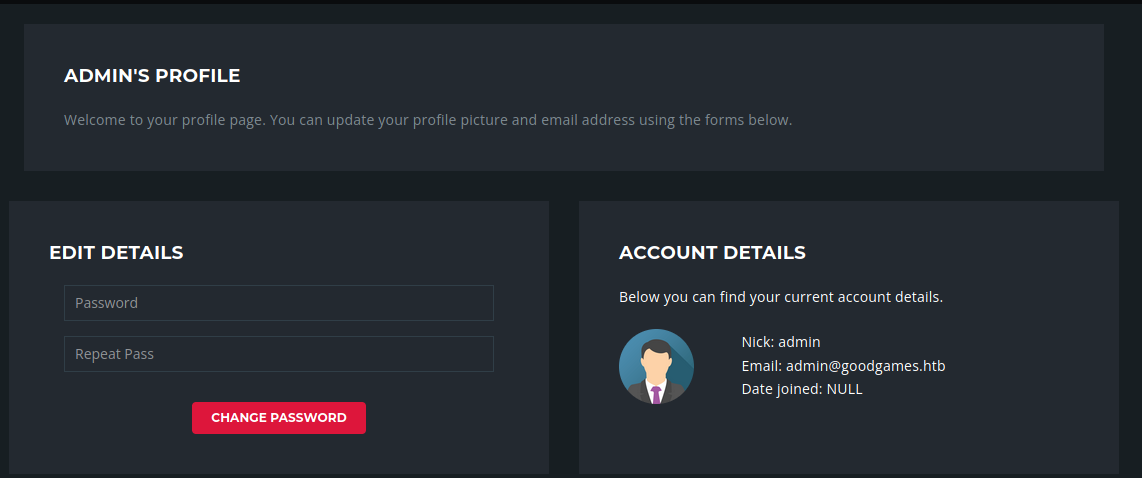 ADMIN'S PROFILE
Welcome to your profile page. You can update your profile picture and email address using the forms below.
EDIT DETAILS
Password
Repeat Pass
CHANGE PASSWORD
ACCOUNT DETAILS
Below you can find your current account details.
Nick: admin
Email: admin@goodgames.htb
Date joined: NULL